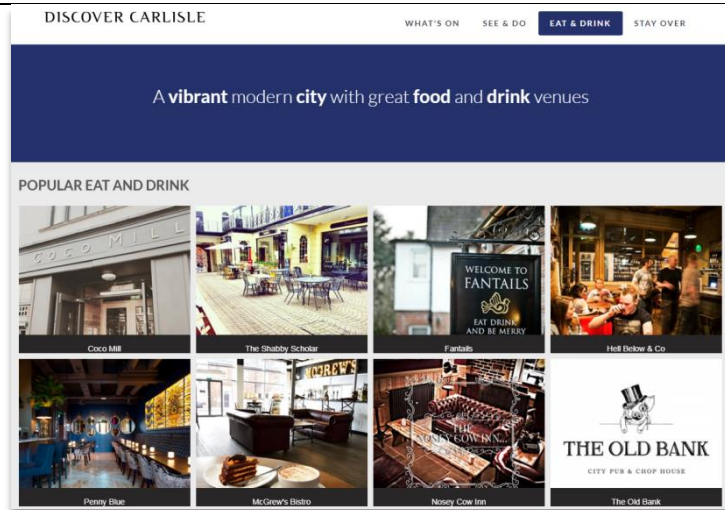 DISCOVER CARLISLE
WHAT'S ON SEE & DO EAT & DRINK STAY OVER
A vibrant modern city with great food and drink venues
POPULAR EAT AND DRINK
COCO MILL
WELCOME TO
FANTAILS
EAT DRINK
AND BE MERRY
Coco Mill The Shabby Scholar Fantails Hell Below & Co
McGREW'S
THE
NOSEY COW INN...
THE OLD BANK
CITY PUB & CHOP HOUSE
Penny Blue McGrew's Bistro Nosey Cow Inn The Old Bank